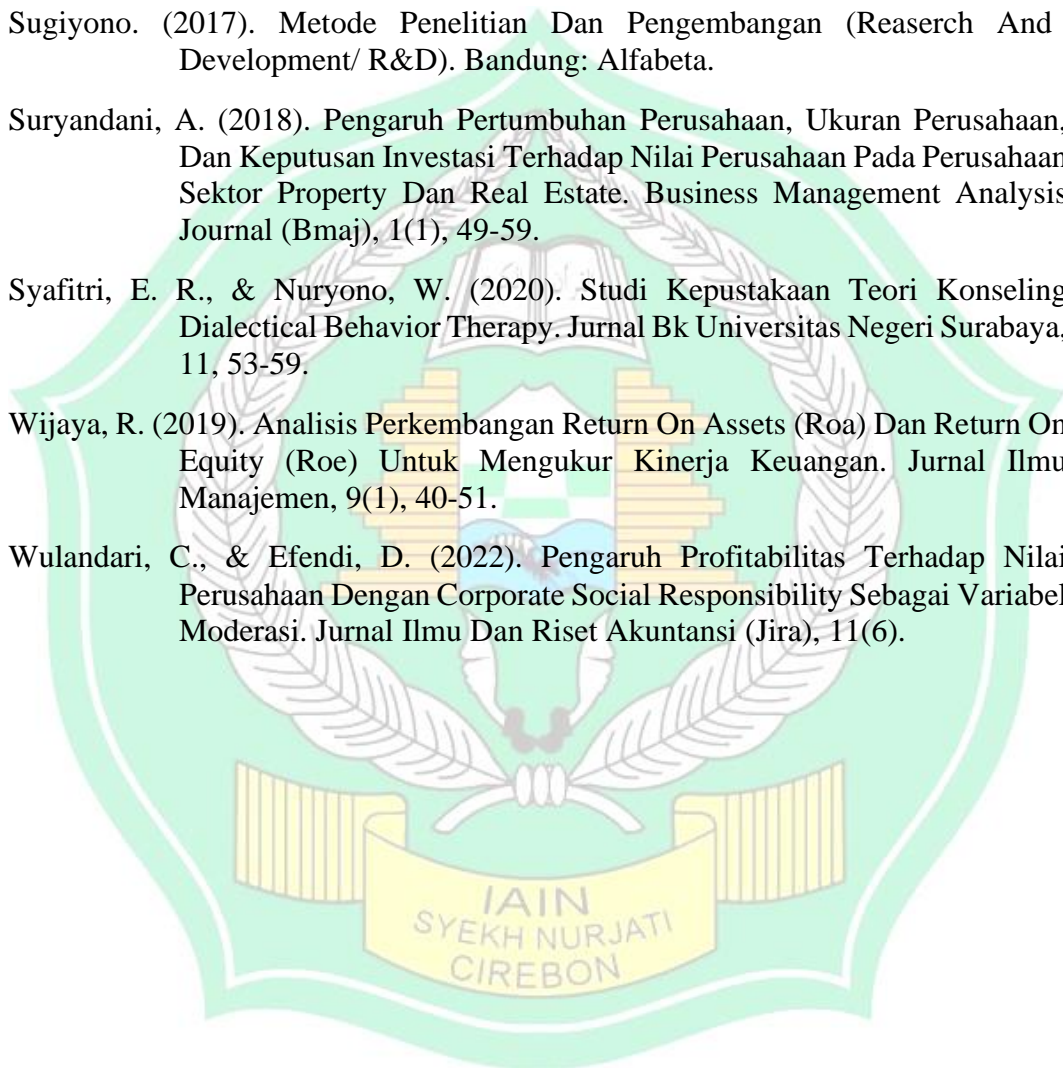 Sugiyono. (2017). Metode Penelitian Dan Pengembangan (Reaserch And
Development/ R&D). Bandung: Alfabeta.
Suryandani, A. (2018). Pengaruh Pertumbuhan Perusahaan, Ukuran Perusahaan,
Dan Keputusan Investasi Terhadap Nilai Perusahaan Pada Perusahaan
Sektor Property Dan Real Estate. Business Management Analysis
Journal (Bmaj), 1(1), 49-59.
Syafitri, E. R., & Nuryono, W. (2020). Studi Kepustakaan Teori Konseling
Dialectical Behavior Therapy. Jurnal Bk Universitas Negeri Surabaya,
11, 53-59.
Wijaya, R. (2019). Analisis Perkembangan Return On Assets (Roa) Dan Return On
Equity (Roe) Untuk Mengukur Kinerja Keuangan. Jurnal Ilmu
Manajemen, 9(1), 40-51.
Wulandari, C., & Efendi, D. (2022). Pengaruh Profitabilitas Terhadap Nilai
Perusahaan Dengan Corporate Social Responsibility Sebagai Variabel
Moderasi. Jurnal Ilmu Dan Riset Akuntansi (Jira), 11(6).
IAIN
SYEKH NURJATI
CIREBON